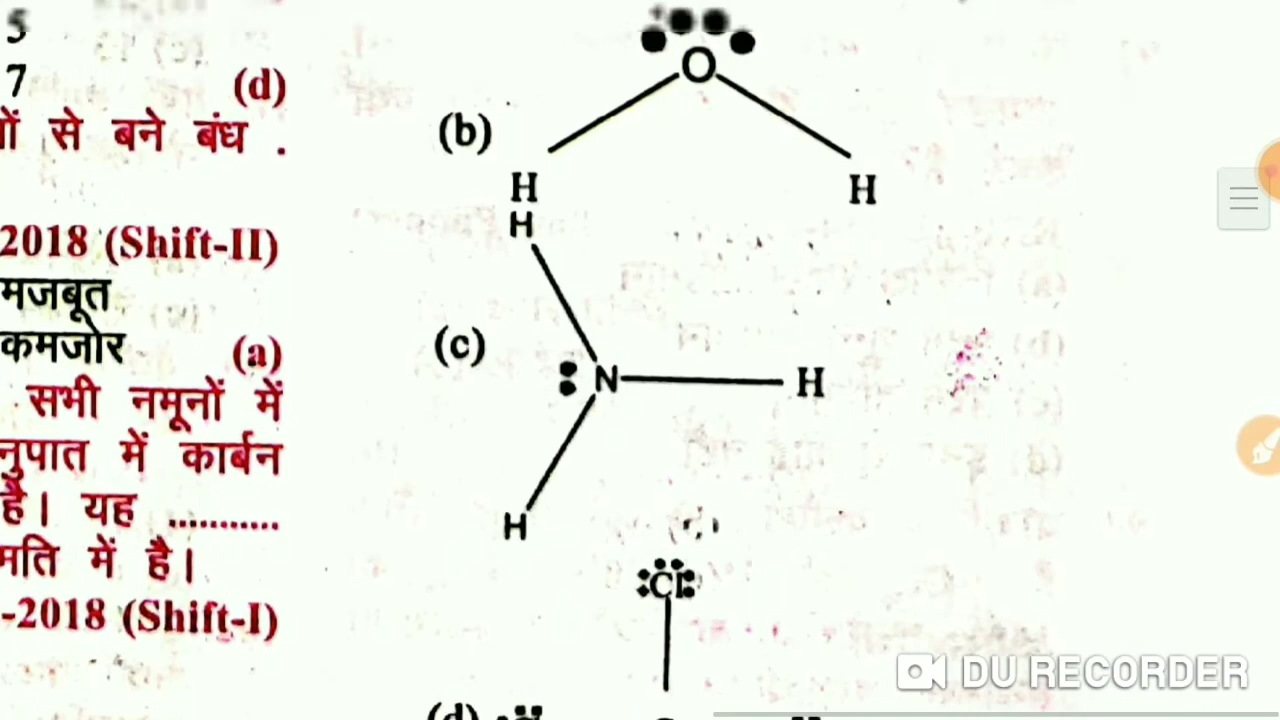 5
7 (d)
ों से बने बंध .
2018 (Shift-II)
मजबूत
कमजोर (a)
सभी नमूनों में
नुपात में कार्बन
है। यह ...........
मति में है।
-2018 (Shift-I)
(b) O
H H
H
(c) N H
H
Cl
(d)
DU RECORDER